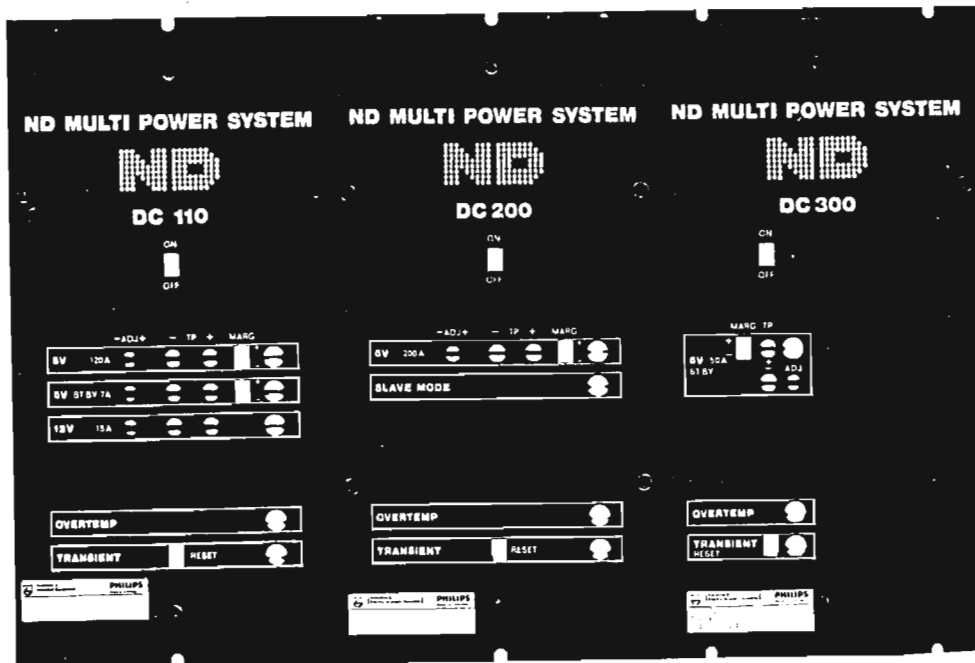 ND MULTI POWER SYSTEM
ND
DC 110
ON
OFF
-ADJ+ - TP + MARG
5V 120A + -
5V ST BY 7A + -
12V 15A
OVERTEMP
TRANSIENT RESET
PHILIPS
ND MULTI POWER SYSTEM
ND
DC 200
ON
OFF
-ADJ+ - TP + MARG
5V 200A + -
SLAVE MODE
OVERTEMP
TRANSIENT RESET
PHILIPS
ND MULTI POWER SYSTEM
ND
DC 300
ON
OFF
MARG TP
+ -
5V 50A
ST BY
+ -
ADJ
OVERTEMP
TRANSIENT
RESET
PHILIPS